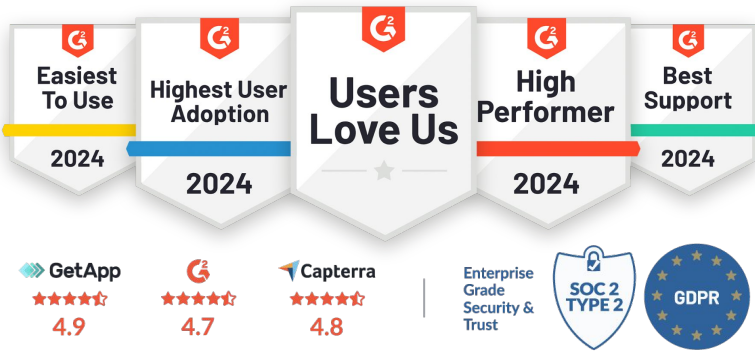 G2
Easiest
To Use
2024
G2
Highest User
Adoption
2024
G2
Users
Love Us
G2
High
Performer
2024
G2
Best
Support
2024
GetApp
4.9
G2
4.7
Capterra
4.8
Enterprise
Grade
Security &
Trust
SOC 2
TYPE 2
GDPR